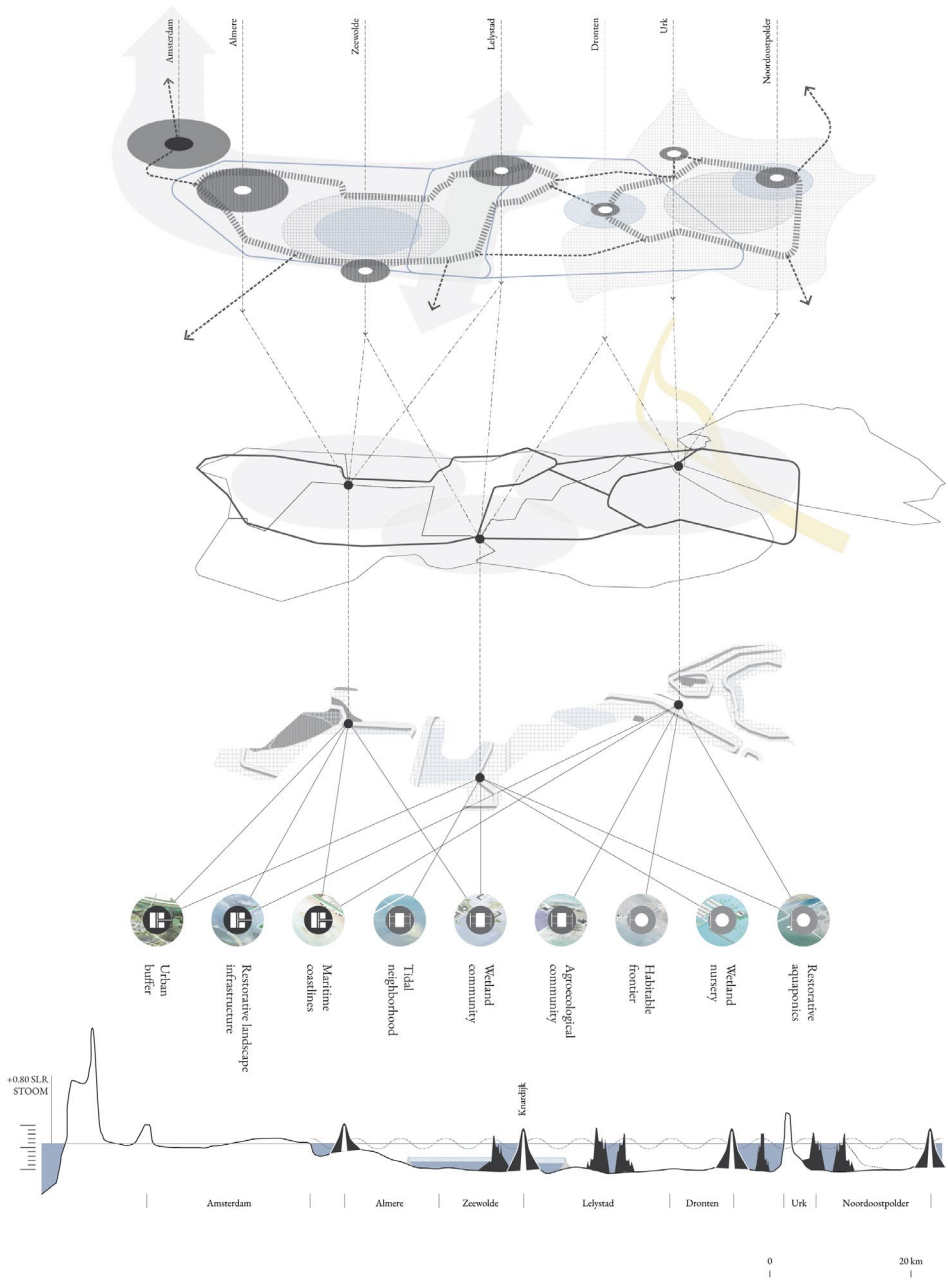 Amsterdam
Almere
Zeewolde
Lelystad
Dronten
Urk
Noordoostpolder
Urban
buffer
Restorative landscape
infrastructure
Maritime
coastlines
Tidal
neighborhood
Wetland
community
Agroecological
community
Habitable
frontier
Wetland
nursery
Restorative
aquaponics
+0.80 SLR
STOOM
Knardijk
Amsterdam
Almere
Zeewolde
Lelystad
Dronten
Urk
Noordoostpolder
0
20 km